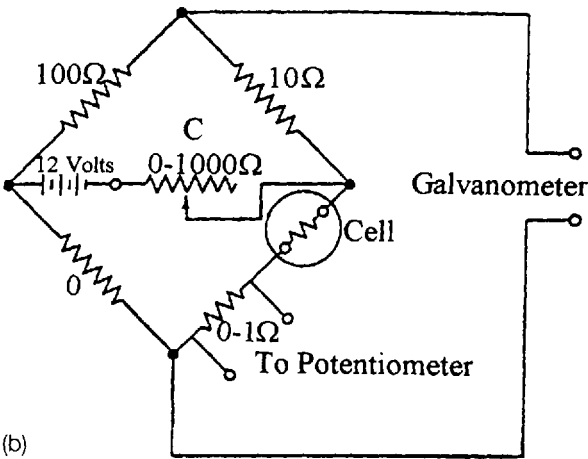 100Ω
10Ω
C
12 Volts
0-1000Ω
Galvanometer
Cell
0
0-1Ω
To Potentiometer
(b)